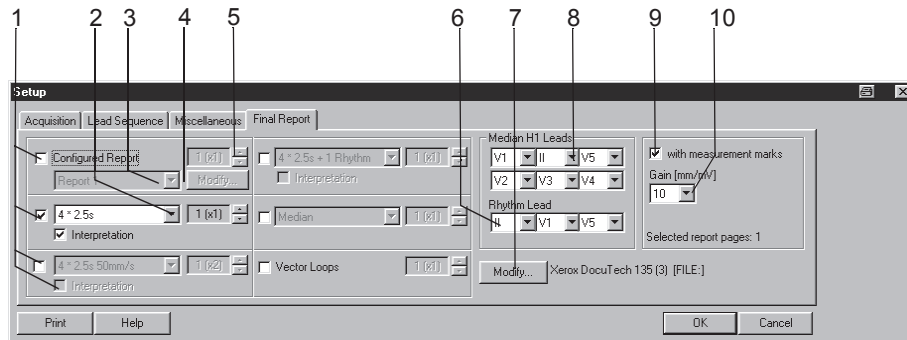 1 2 3 4 5 6 7 8 9 10
Setup
Acquisition Lead Sequence Miscellaneous Final Report
Configured Report 1 (x1)
Report 1 Modify...
4 * 2.5s 1 (x1)
Interpretation
4 * 2.5s 50mm/s 1 (x2)
Interpretation
4 * 2.5s + 1 Rhythm 1 (x1)
Interpretation
Median 1 (x1)
Vector Loops 1 (x1)
Median H1 Leads
V1 II V5
V2 V3 V4
Rhythm Lead
II V1 V5
with measurement marks
Gain [mm/mV]
10
Selected report pages: 1
Modify... Xerox DocuTech 135 (3) [FILE:]
Print Help OK Cancel